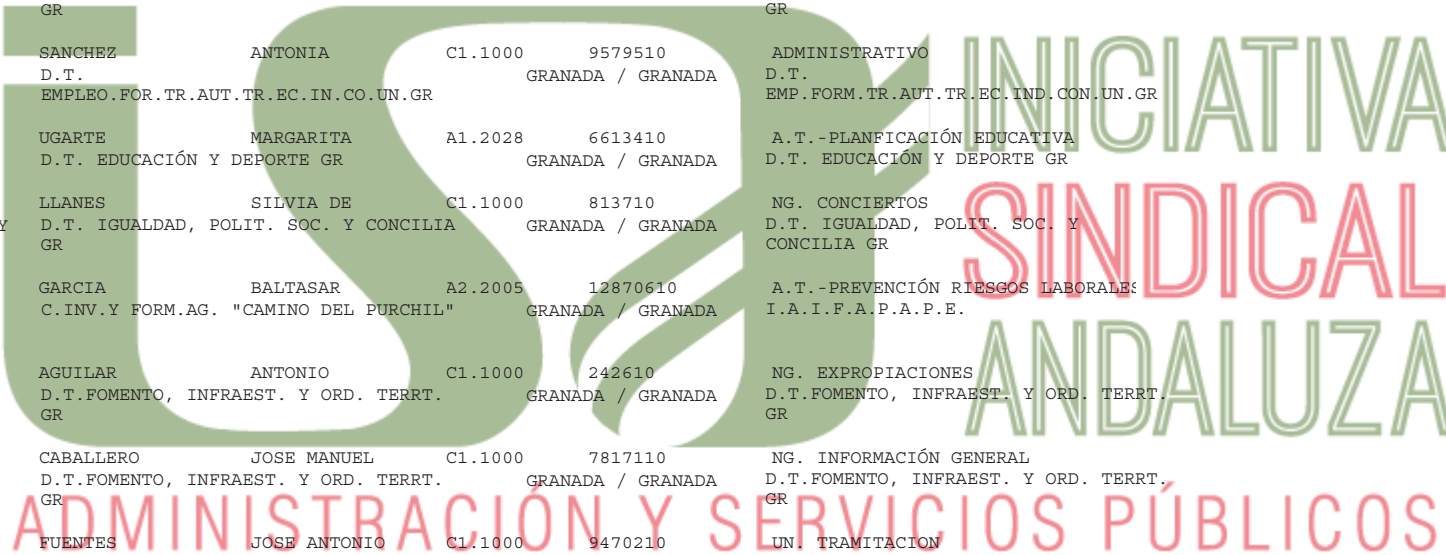 GR GR
SANCHEZ ANTONIA C1.1000 9579510 ADMINISTRATIVO
D.T. GRANADA / GRANADA D.T.
EMPLEO.FOR.TR.AUT.TR.EC.IN.CO.UN.GR EMP.FORM.TR.AUT.TR.EC.IND.CON.UN.GR
UGARTE MARGARITA A1.2028 6613410 A.T.-PLANFICACIÓN EDUCATIVA
D.T. EDUCACIÓN Y DEPORTE GR GRANADA / GRANADA D.T. EDUCACIÓN Y DEPORTE GR
LLANES SILVIA DE C1.1000 813710 NG. CONCIERTOS
Y D.T. IGUALDAD, POLIT. SOC. Y CONCILIA GRANADA / GRANADA D.T. IGUALDAD, POLIT. SOC. Y
GR CONCILIA GR
GARCIA BALTASAR A2.2005 12870610 A.T.-PREVENCIÓN RIESGOS LABORALES
C.INV.Y FORM.AG. "CAMINO DEL PURCHIL" GRANADA / GRANADA I.A.I.F.A.P.A.P.E.
AGUILAR ANTONIO C1.1000 242610 NG. EXPROPIACIONES
D.T.FOMENTO, INFRAEST. Y ORD. TERRT. GRANADA / GRANADA D.T.FOMENTO, INFRAEST. Y ORD. TERRT.
GR GR
CABALLERO JOSE MANUEL C1.1000 7817110 NG. INFORMACIÓN GENERAL
D.T.FOMENTO, INFRAEST. Y ORD. TERRT. GRANADA / GRANADA D.T.FOMENTO, INFRAEST. Y ORD. TERRT.
GR GR
FUENTES JOSE ANTONIO C1.1000 9470210 UN. TRAMITACION
isa
INICIATIVA
SINDICAL
ANDALUZA
ADMINISTRACIÓN Y SERVICIOS PÚBLICOS